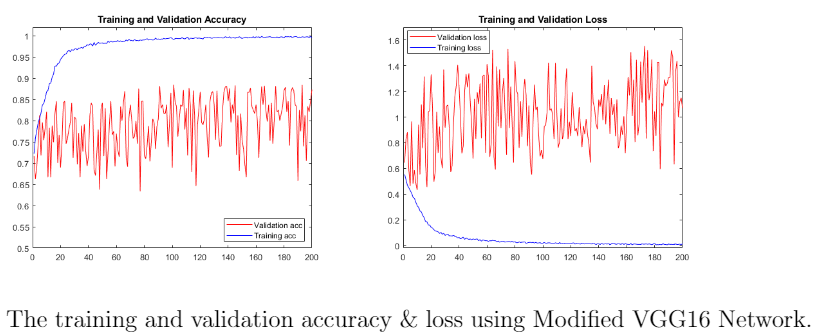 Training and Validation Accuracy
1
0.95
0.9
0.85
0.8
0.75
0.7
0.65
0.6
0.55
0.5
0 20 40 60 80 100 120 140 160 180 200
Validation acc
Training acc
Training and Validation Loss
1.6
1.4
1.2
1
0.8
0.6
0.4
0.2
0
0 20 40 60 80 100 120 140 160 180 200
Validation loss
Training loss
The training and validation accuracy & loss using Modified VGG16 Network.